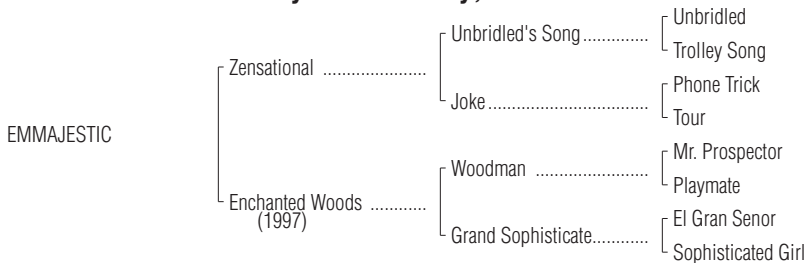 Unbridled
Unbridled's Song..............
Trolley Song
Zensational ......................
Phone Trick
Joke.................................
Tour
EMMAJESTIC
Mr. Prospector
Woodman .......................
Playmate
Enchanted Woods ............
(1997)
El Gran Senor
Grand Sophisticate............
Sophisticated Girl